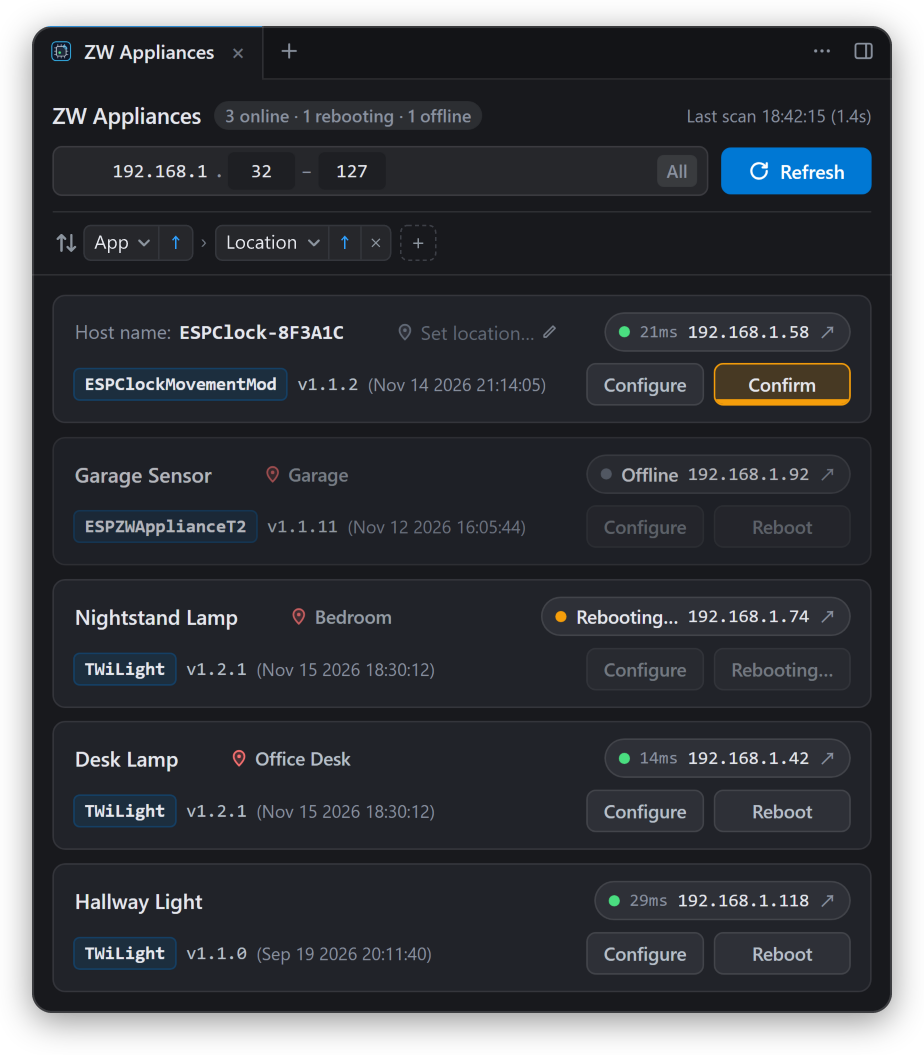 ZW Appliances
ZW Appliances 3 online · 1 rebooting · 1 offline Last scan 18:42:15 (1.4s)
192.168.1 . 32 – 127 All Refresh
App ↑ › Location ↑ × +
Host name: ESPClock-8F3A1C Set location... 21ms 192.168.1.58 ↗
ESPClockMovementMod v1.1.2 (Nov 14 2026 21:14:05) Configure Confirm
Garage Sensor Garage Offline 192.168.1.92 ↗
ESPZWApplianceT2 v1.1.11 (Nov 12 2026 16:05:44) Configure Reboot
Nightstand Lamp Bedroom Rebooting... 192.168.1.74 ↗
TWiLight v1.2.1 (Nov 15 2026 18:30:12) Configure Rebooting...
Desk Lamp Office Desk 14ms 192.168.1.42 ↗
TWiLight v1.2.1 (Nov 15 2026 18:30:12) Configure Reboot
Hallway Light 29ms 192.168.1.118 ↗
TWiLight v1.1.0 (Sep 19 2026 20:11:40) Configure Reboot